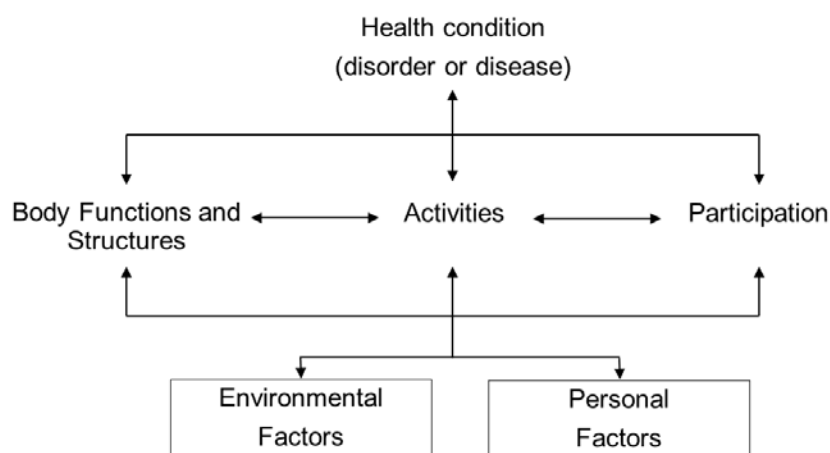 Health condition
(disorder or disease)
Body Functions and
Structures
Activities
Participation
Environmental
Factors
Personal
Factors